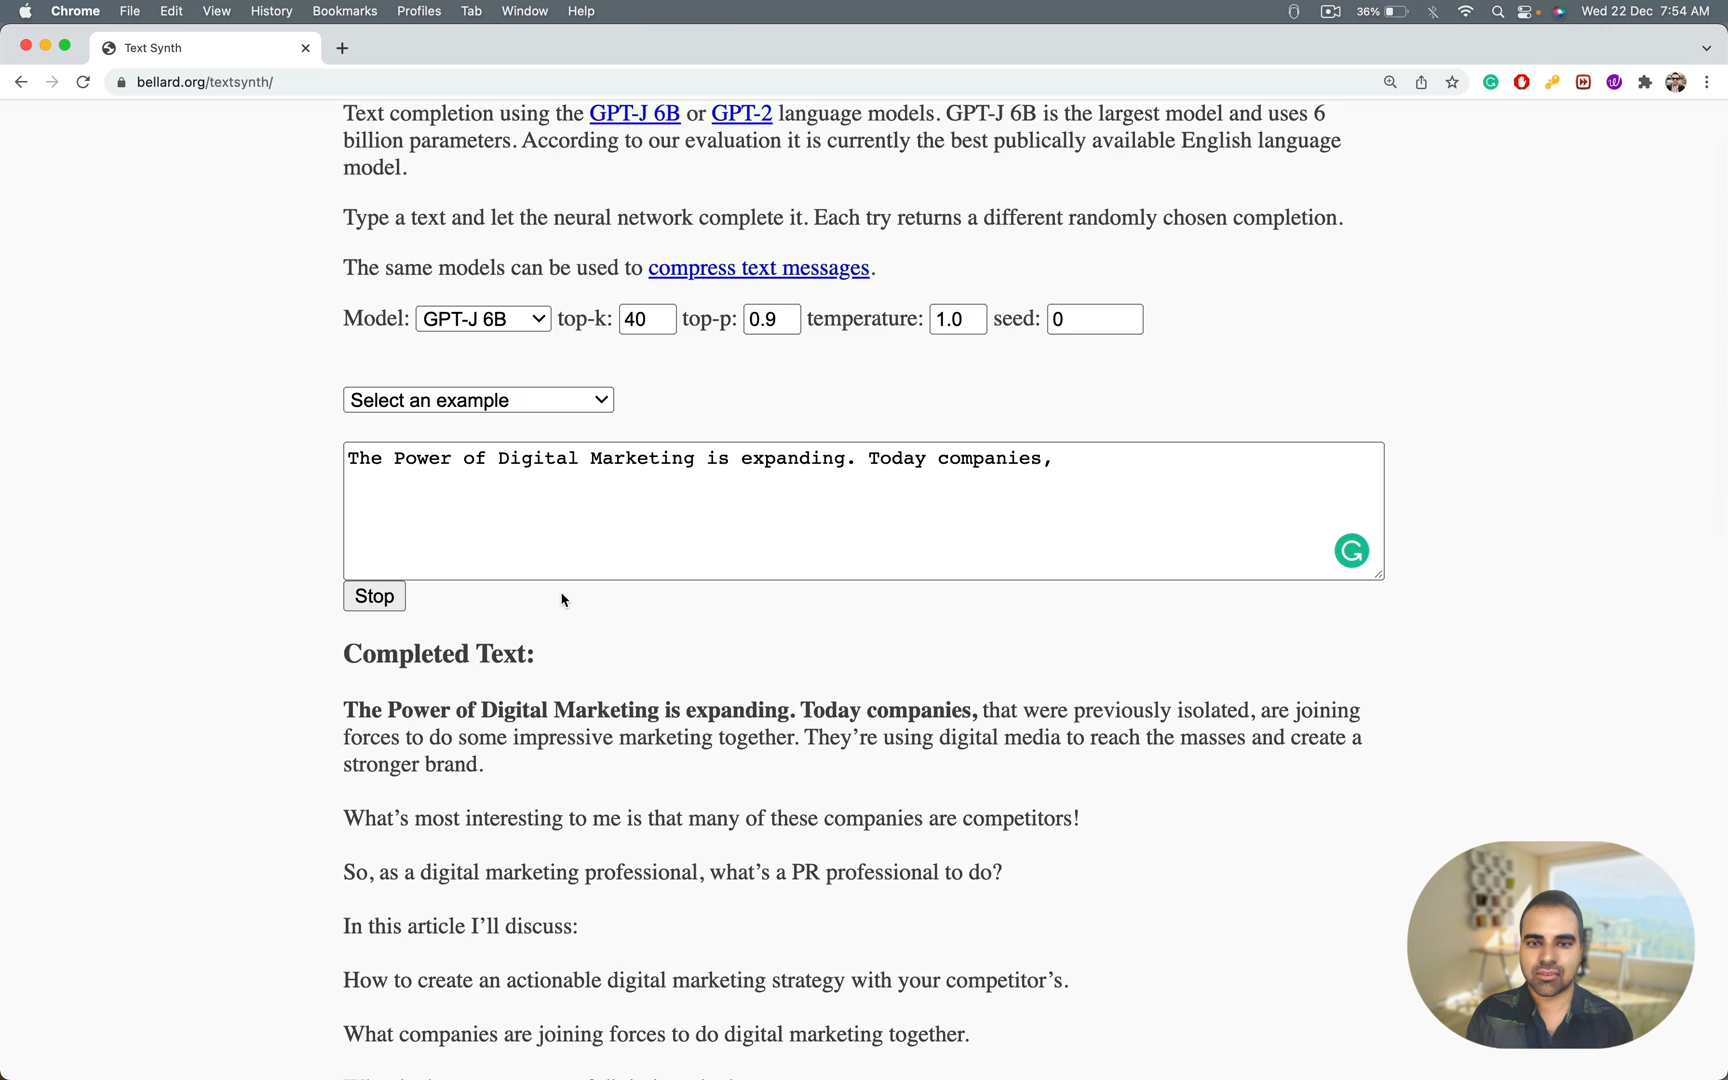 Chrome File Edit View History Bookmarks Profiles Tab Window Help 36% Wed 22 Dec 7:54 AM
Text Synth
bellard.org/textsynth/
Text completion using the GPT-J 6B or GPT-2 language models. GPT-J 6B is the largest model and uses 6
billion parameters. According to our evaluation it is currently the best publically available English language
model.
Type a text and let the neural network complete it. Each try returns a different randomly chosen completion.
The same models can be used to compress text messages.
Model: GPT-J 6B top-k: 40 top-p: 0.9 temperature: 1.0 seed: 0
Select an example
The Power of Digital Marketing is expanding. Today companies,
Stop
Completed Text:
The Power of Digital Marketing is expanding. Today companies, that were previously isolated, are joining
forces to do some impressive marketing together. They’re using digital media to reach the masses and create a
stronger brand.
What’s most interesting to me is that many of these companies are competitors!
So, as a digital marketing professional, what’s a PR professional to do?
In this article I’ll discuss:
How to create an actionable digital marketing strategy with your competitor’s.
What companies are joining forces to do digital marketing together.